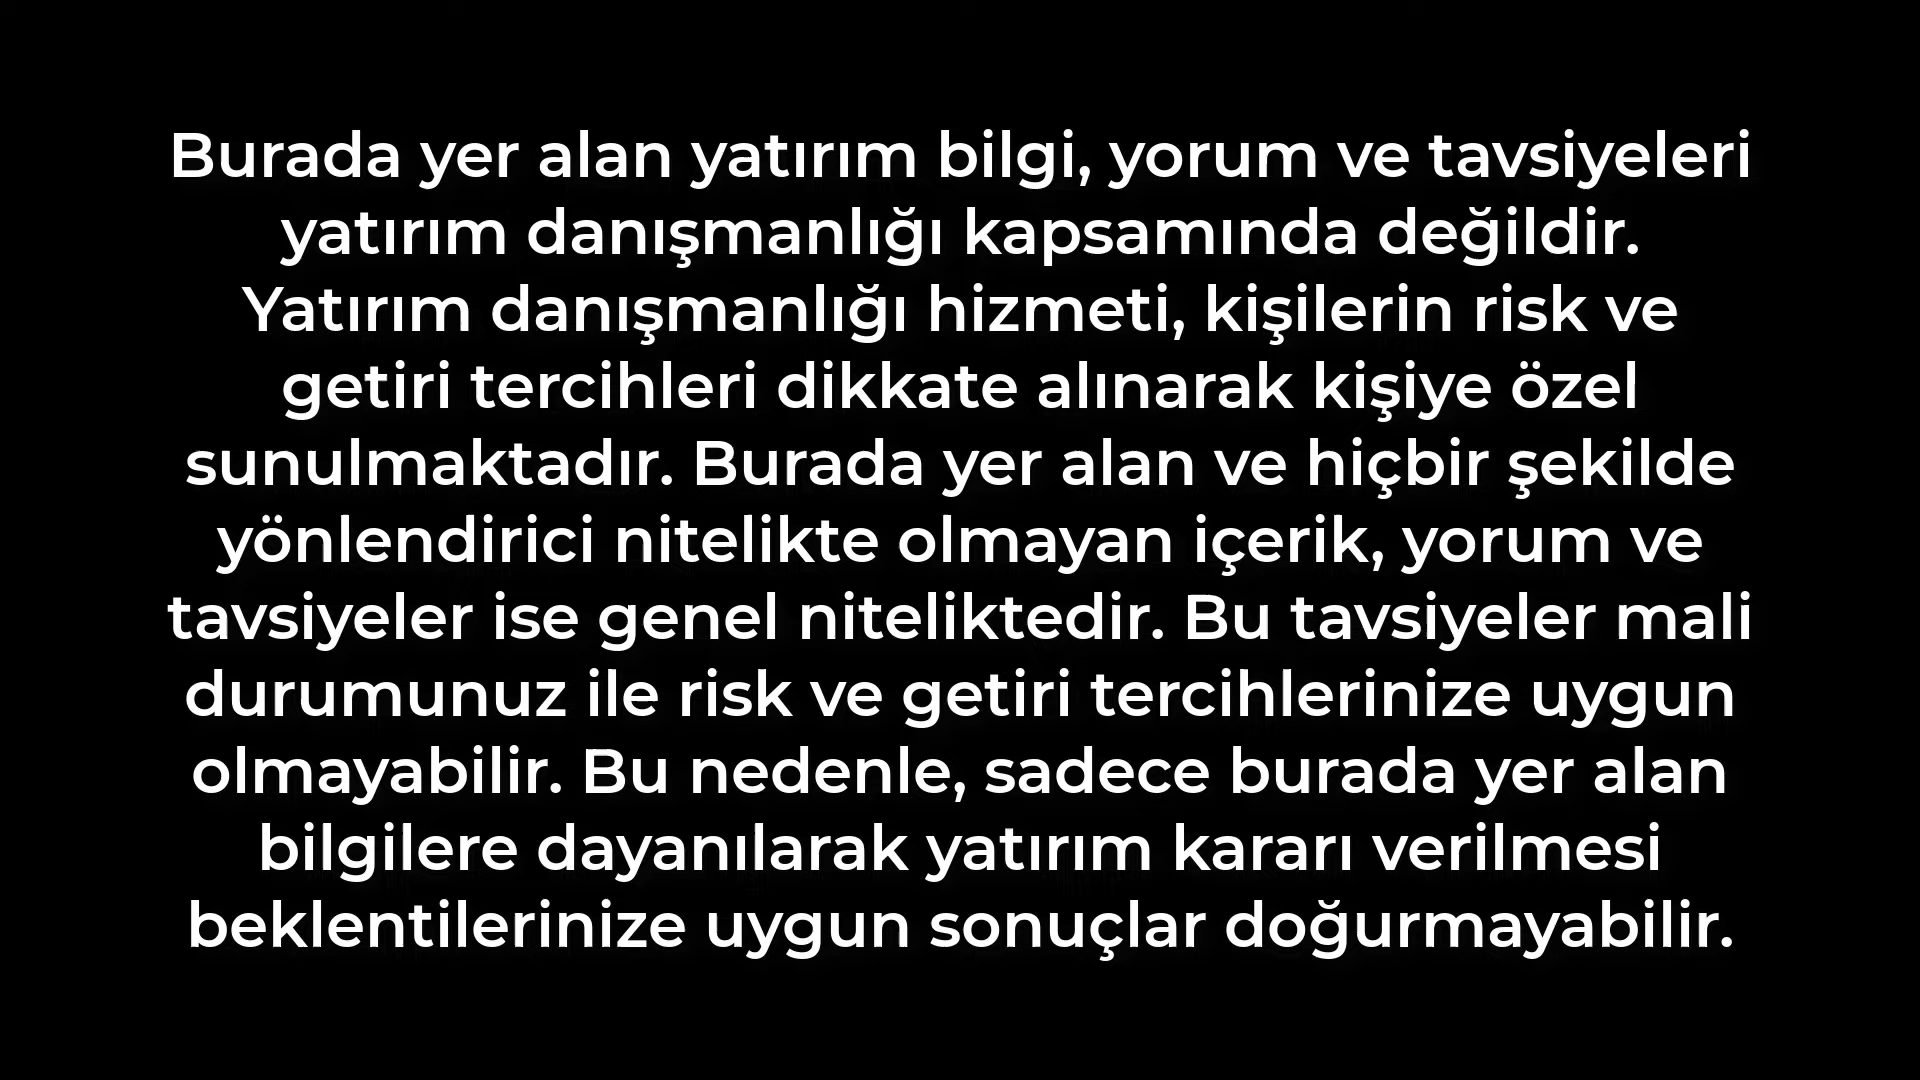 Burada yer alan yatırım bilgi, yorum ve tavsiyeleri
yatırım danışmanlığı kapsamında değildir.
Yatırım danışmanlığı hizmeti, kişilerin risk ve
getiri tercihleri dikkate alınarak kişiye özel
sunulmaktadır. Burada yer alan ve hiçbir şekilde
yönlendirici nitelikte olmayan içerik, yorum ve
tavsiyeler ise genel niteliktedir. Bu tavsiyeler mali
durumunuz ile risk ve getiri tercihlerinize uygun
olmayabilir. Bu nedenle, sadece burada yer alan
bilgilere dayanılarak yatırım kararı verilmesi
beklentilerinize uygun sonuçlar doğurmayabilir.